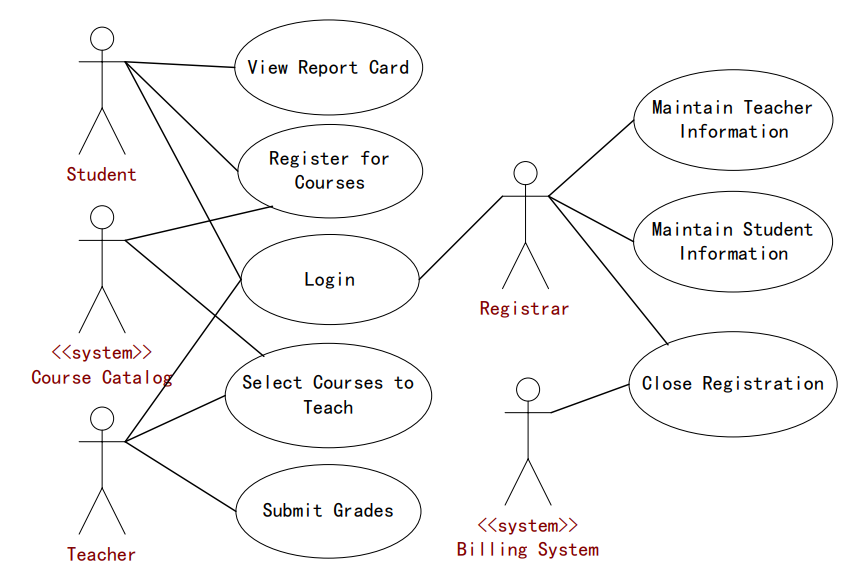 View Report Card
Student
Register for
Courses
<<system>>
Course Catalog
Login
Select Courses to
Teach
Teacher
Submit Grades
Registrar
Maintain Teacher
Information
Maintain Student
Information
Close Registration
<<system>>
Billing System